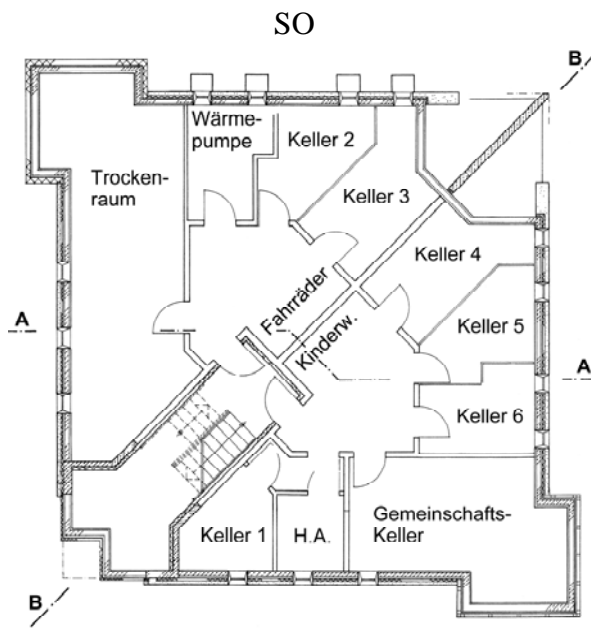 SO
B
Wärme-
pumpe
Keller 2
Trocken-
raum
Keller 3
Keller 4
A
Fahrräder
Kinderw.
Keller 5
A
Keller 6
Keller 1
H.A.
Gemeinschafts-
Keller
B